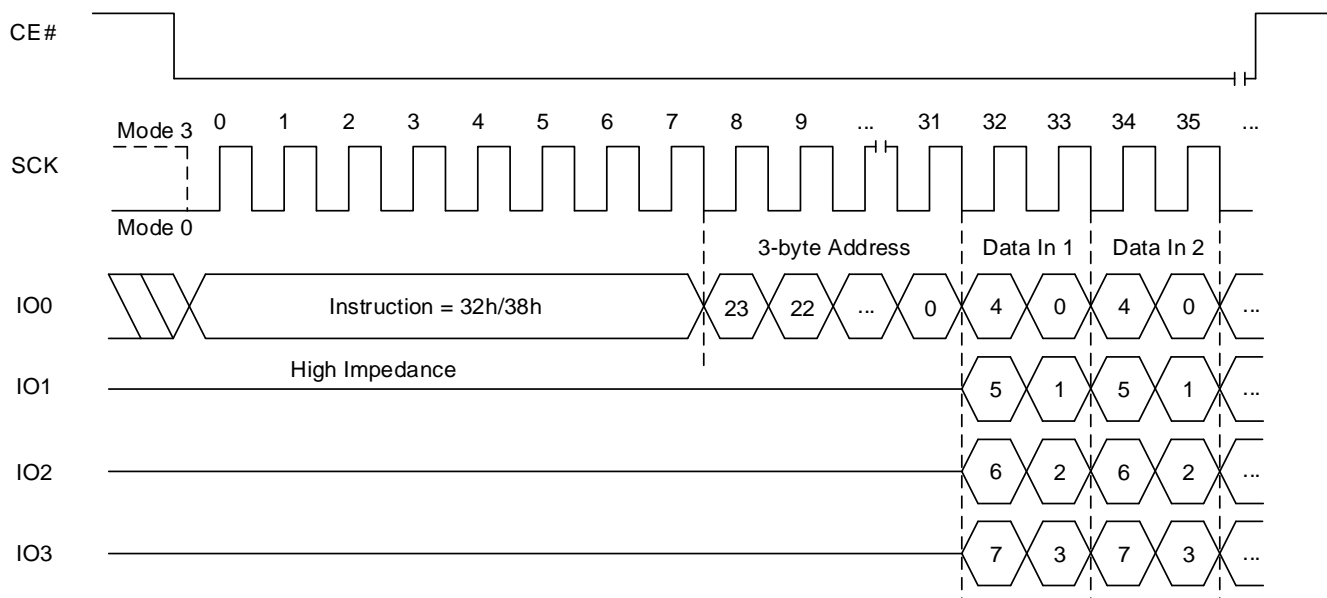 CE#
Mode 3 0 1 2 3 4 5 6 7 8 9 ... 31 32 33 34 35 ...
SCK
Mode 0
3-byte Address Data In 1 Data In 2
IO0 Instruction = 32h/38h 23 22 ... 0 4 0 4 0 ...
High Impedance
IO1 5 1 5 1 ...
IO2 6 2 6 2 ...
IO3 7 3 7 3 ...